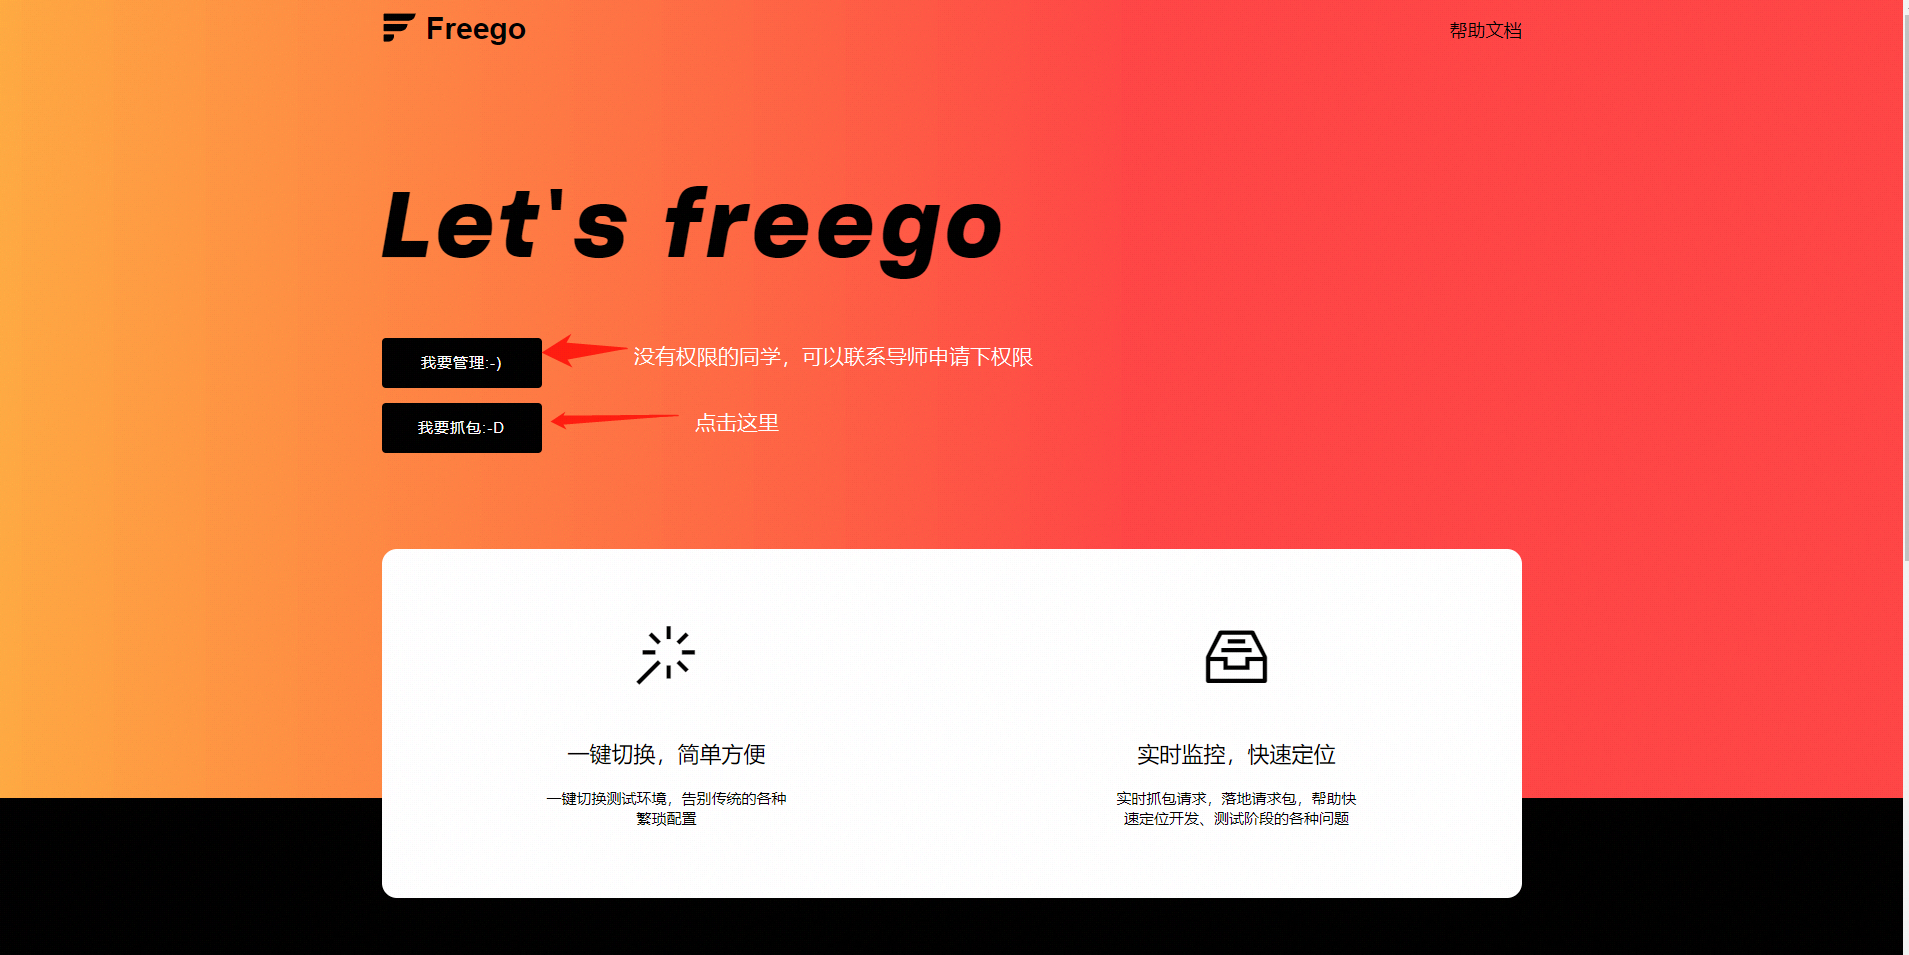 Freego
帮助文档
Let's freego
我要管理:-)
没有权限的同学，可以联系导师申请下权限
我要抓包:-D
点击这里
一键切换，简单方便
一键切换测试环境，告别传统的各种
繁琐配置
实时监控，快速定位
实时抓包请求，落地请求包，帮助快
速定位开发、测试阶段的各种问题